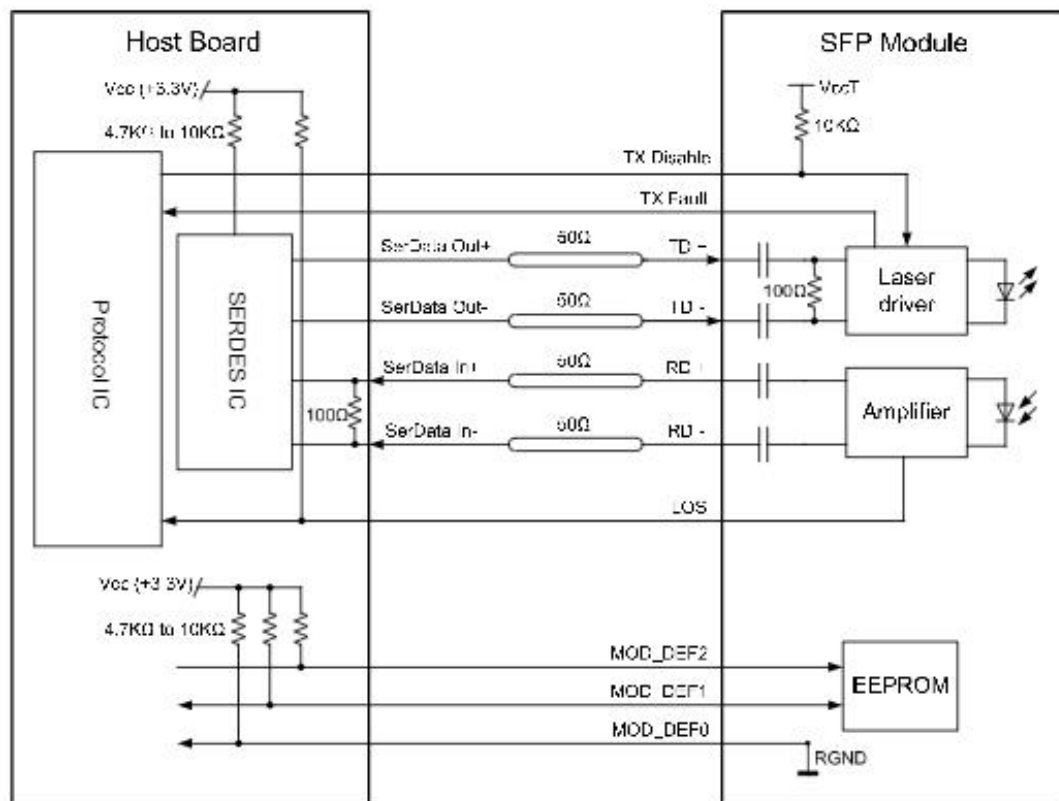 Host Board
SFP Module
Vcc (+3.3V)
4.7KΩ to 10KΩ
VccT
10KΩ
TX Disable
TX Fault
SerData Out+
50Ω
TD +
SerData Out-
50Ω
TD -
100Ω
Laser
driver
Protocol IC
SERDES IC
SerData In+
50Ω
RD +
100Ω
SerData In-
50Ω
RD -
Amplifier
LOS
Vcc (+3.3V)
4.7KΩ to 10KΩ
MOD_DEF2
MOD_DEF1
MOD_DEF0
EEPROM
RGND